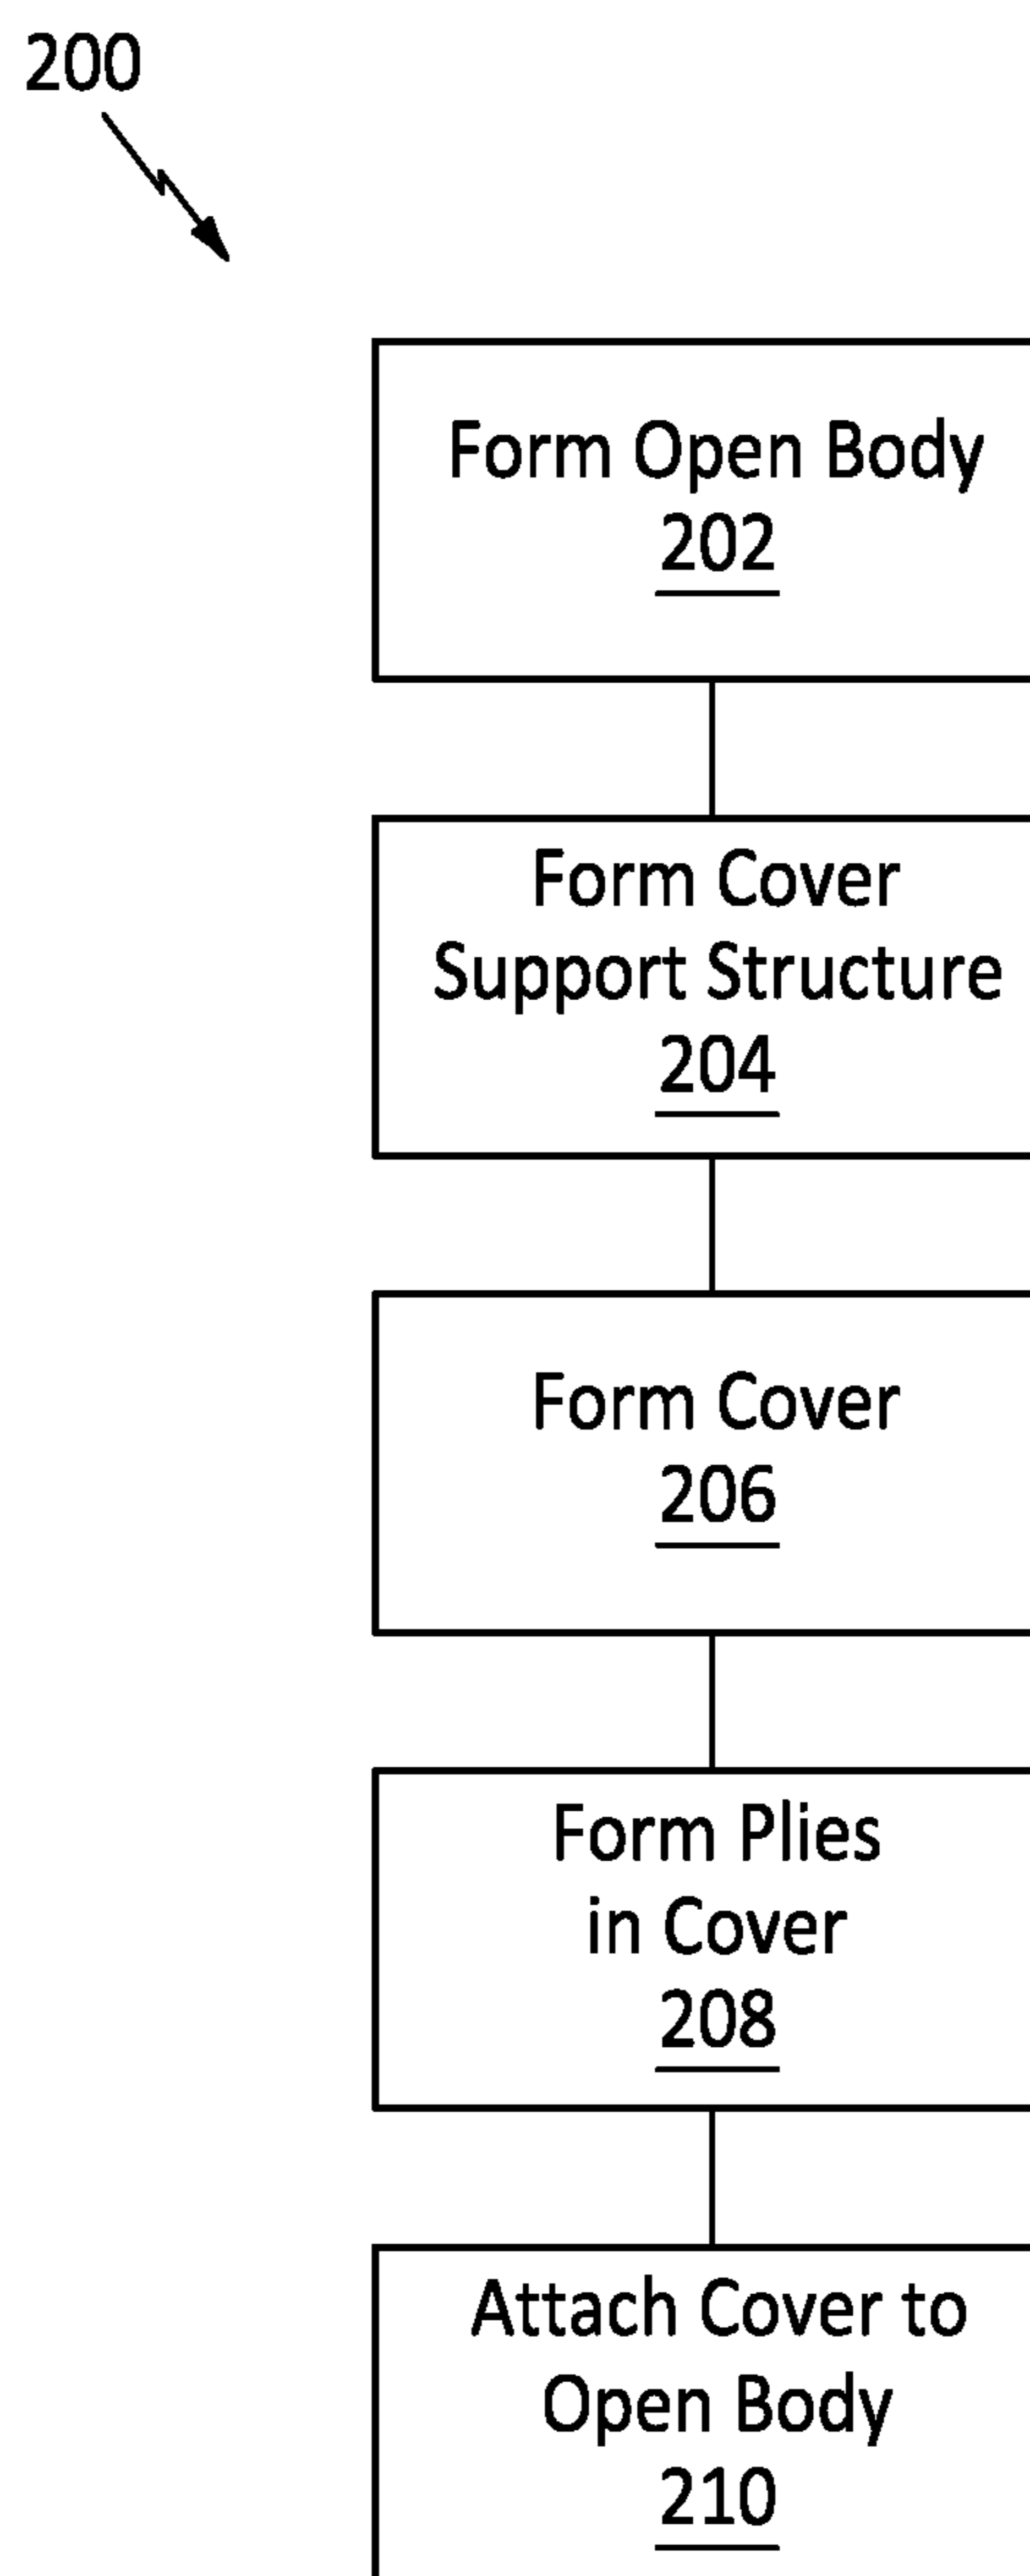 200
Form Open Body
202
Form Cover
Support Structure
204
Form Cover
206
Form Plies
in Cover
208
Attach Cover to
Open Body
210